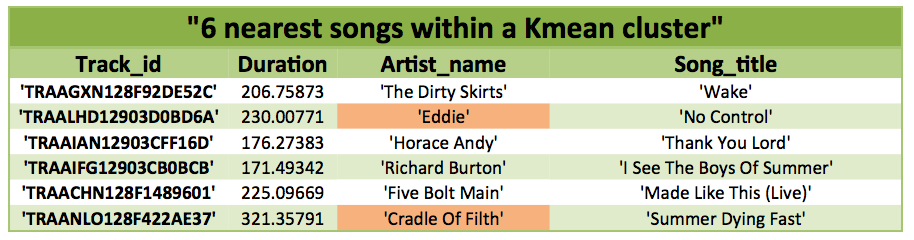 "6 nearest songs within a Kmean cluster"
Track_id Duration Artist_name Song_title
'TRAAGXN128F92DE52C' 206.75873 'The Dirty Skirts' 'Wake'
'TRAALHD12903D0BD6A' 230.00771 'Eddie' 'No Control'
'TRAAIAN12903CFF16D' 176.27383 'Horace Andy' 'Thank You Lord'
'TRAAIFG12903CB0BCB' 171.49342 'Richard Burton' 'I See The Boys Of Summer'
'TRAACHN128F1489601' 225.09669 'Five Bolt Main' 'Made Like This (Live)'
'TRAANLO128F422AE37' 321.35791 'Cradle Of Filth' 'Summer Dying Fast'